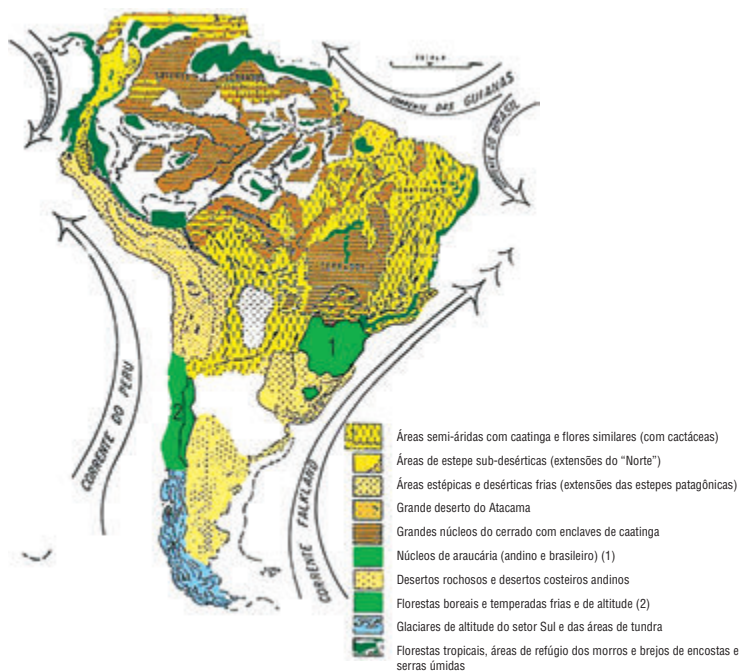 ESCALA
CORRENTE DAS GUIANAS
CORRENTE DO BRASIL
CAATINGAS
CERRADOS
1
2
CORRENTE DO PERU
CORRENTE FALKLAND
Áreas semi-áridas com caatinga e flores similares (com cactáceas)
Áreas de estepe sub-desérticas (extensões do “Norte”)
Áreas estépicas e desérticas frias (extensões das estepes patagônicas)
Grande deserto do Atacama
Grandes núcleos do cerrado com enclaves de caatinga
Núcleos de araucária (andino e brasileiro) (1)
Desertos rochosos e desertos costeiros andinos
Florestas boreais e temperadas frias e de altitude (2)
Glaciares de altitude do setor Sul e das áreas de tundra
Florestas tropicais, áreas de refúgio dos morros e brejos de encostas e
serras úmidas